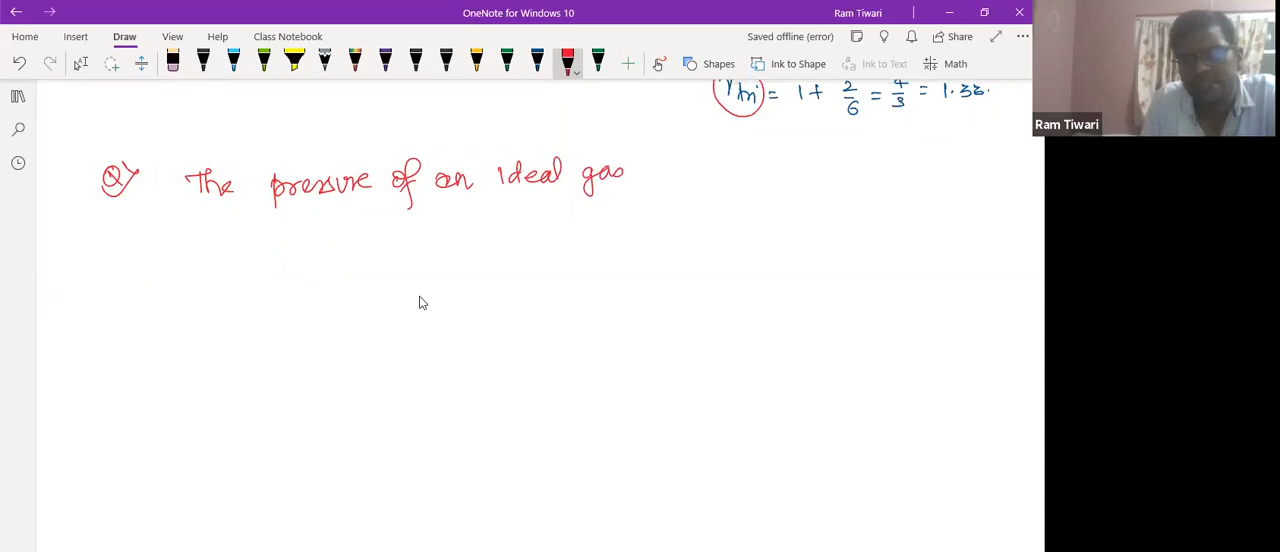 OneNote for Windows 10
Ram Tiwari
Home Insert Draw View Help Class Notebook
Saved offline (error)
Share
Shapes Ink to Shape Ink to Text Math
γtri = 1 + 2/6 = 4/3 = 1.33.
Ram Tiwari
Q) The pressure of an ideal gas